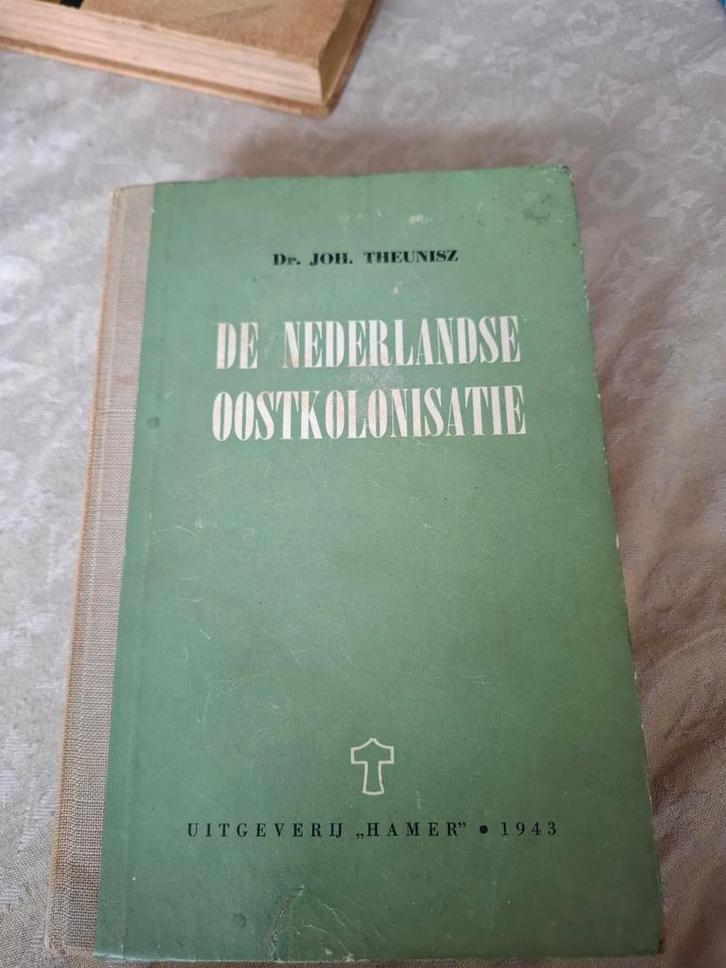 Dr. JOH. THEUNISZ
DE NEDERLANDSE
OOSTKOLONISATIE
UITGEVERIJ „HAMER” • 1943